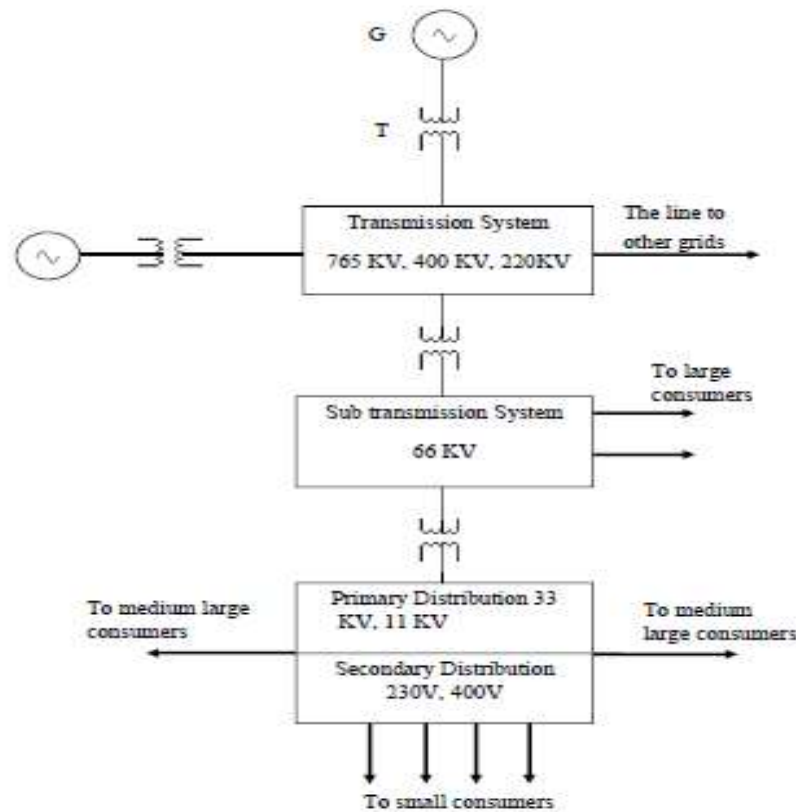 G
T
Transmission System
765 KV, 400 KV, 220KV
The line to
other grids
To large
consumers
Sub transmission System
66 KV
To medium large
consumers
Primary Distribution 33
KV, 11 KV
To medium
large consumers
Secondary Distribution
230V, 400V
To small consumers